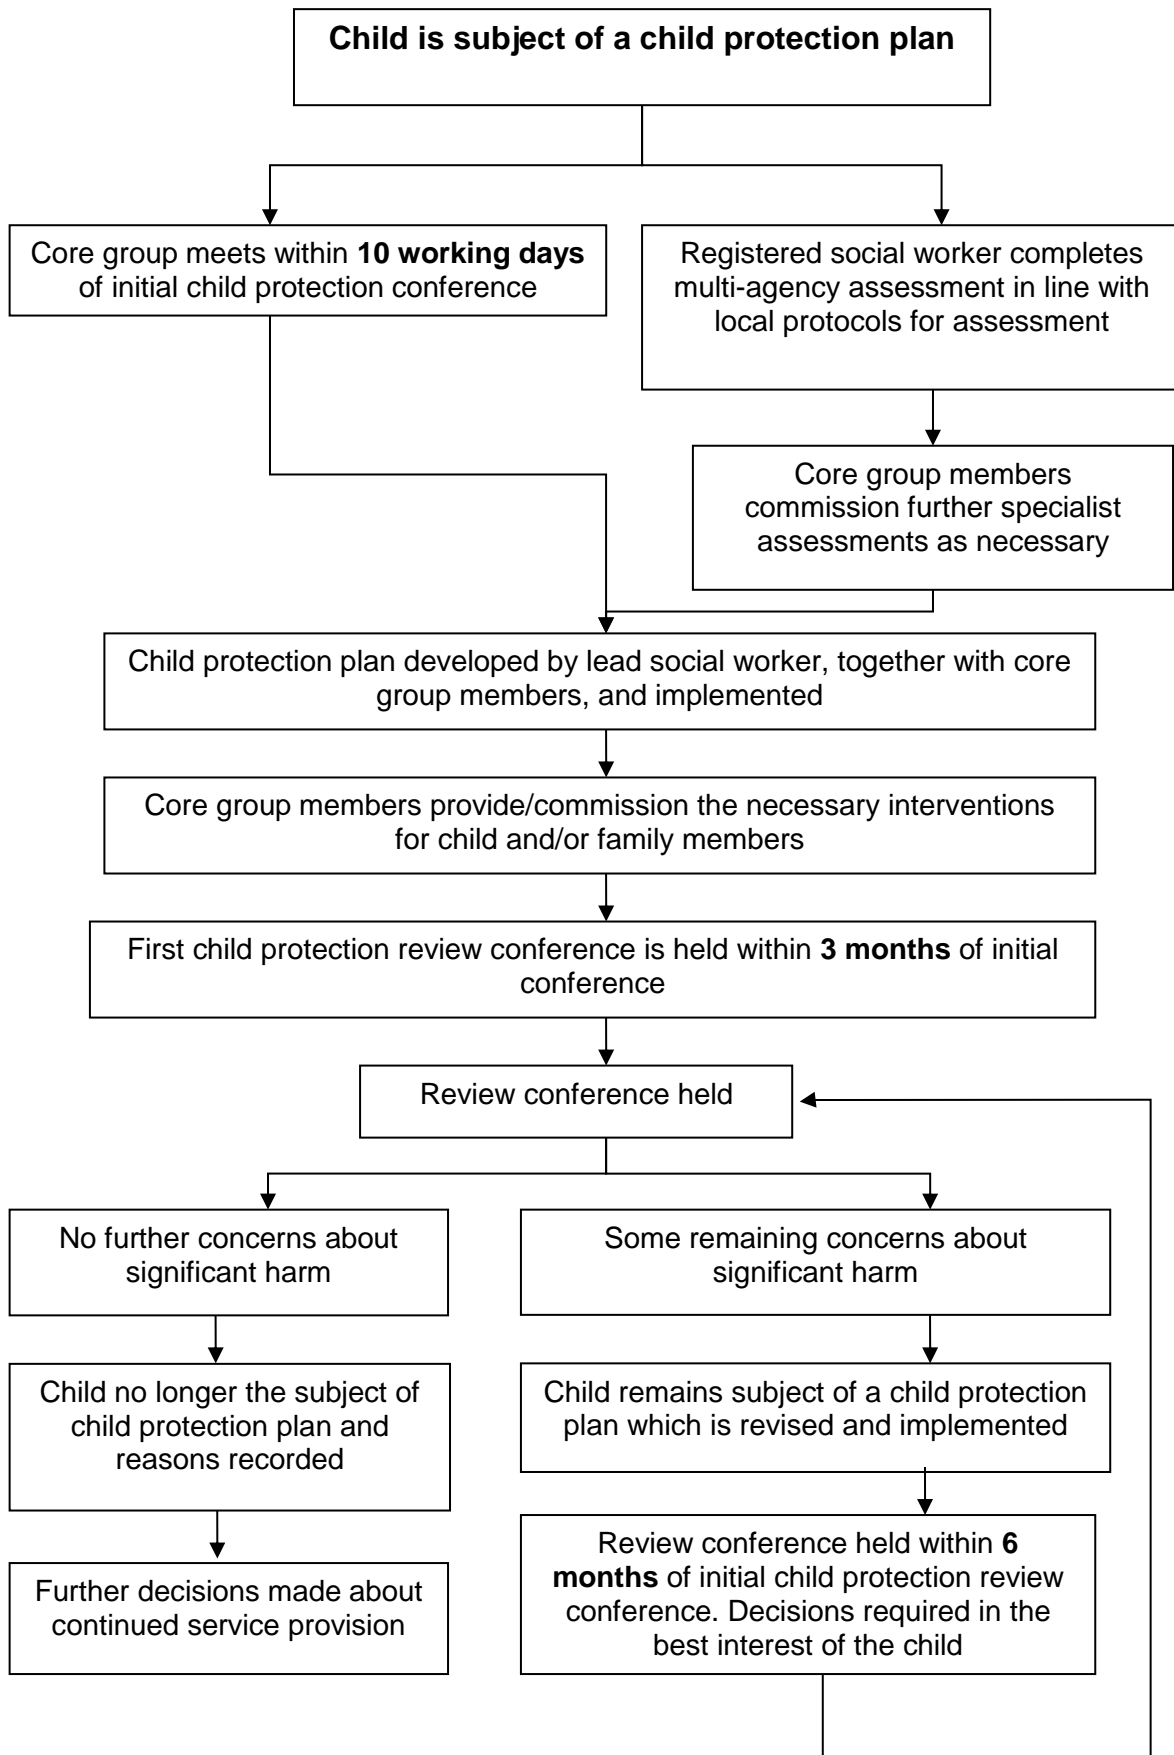 Child is subject of a child protection plan
Core group meets within 10 working days
of initial child protection conference
Registered social worker completes
multi-agency assessment in line with
local protocols for assessment
Core group members
commission further specialist
assessments as necessary
Child protection plan developed by lead social worker, together with core
group members, and implemented
Core group members provide/commission the necessary interventions
for child and/or family members
First child protection review conference is held within 3 months of initial
conference
Review conference held
No further concerns about
significant harm
Some remaining concerns about
significant harm
Child no longer the subject of
child protection plan and
reasons recorded
Child remains subject of a child protection
plan which is revised and implemented
Further decisions made about
continued service provision
Review conference held within 6
months of initial child protection review
conference. Decisions required in the
best interest of the child